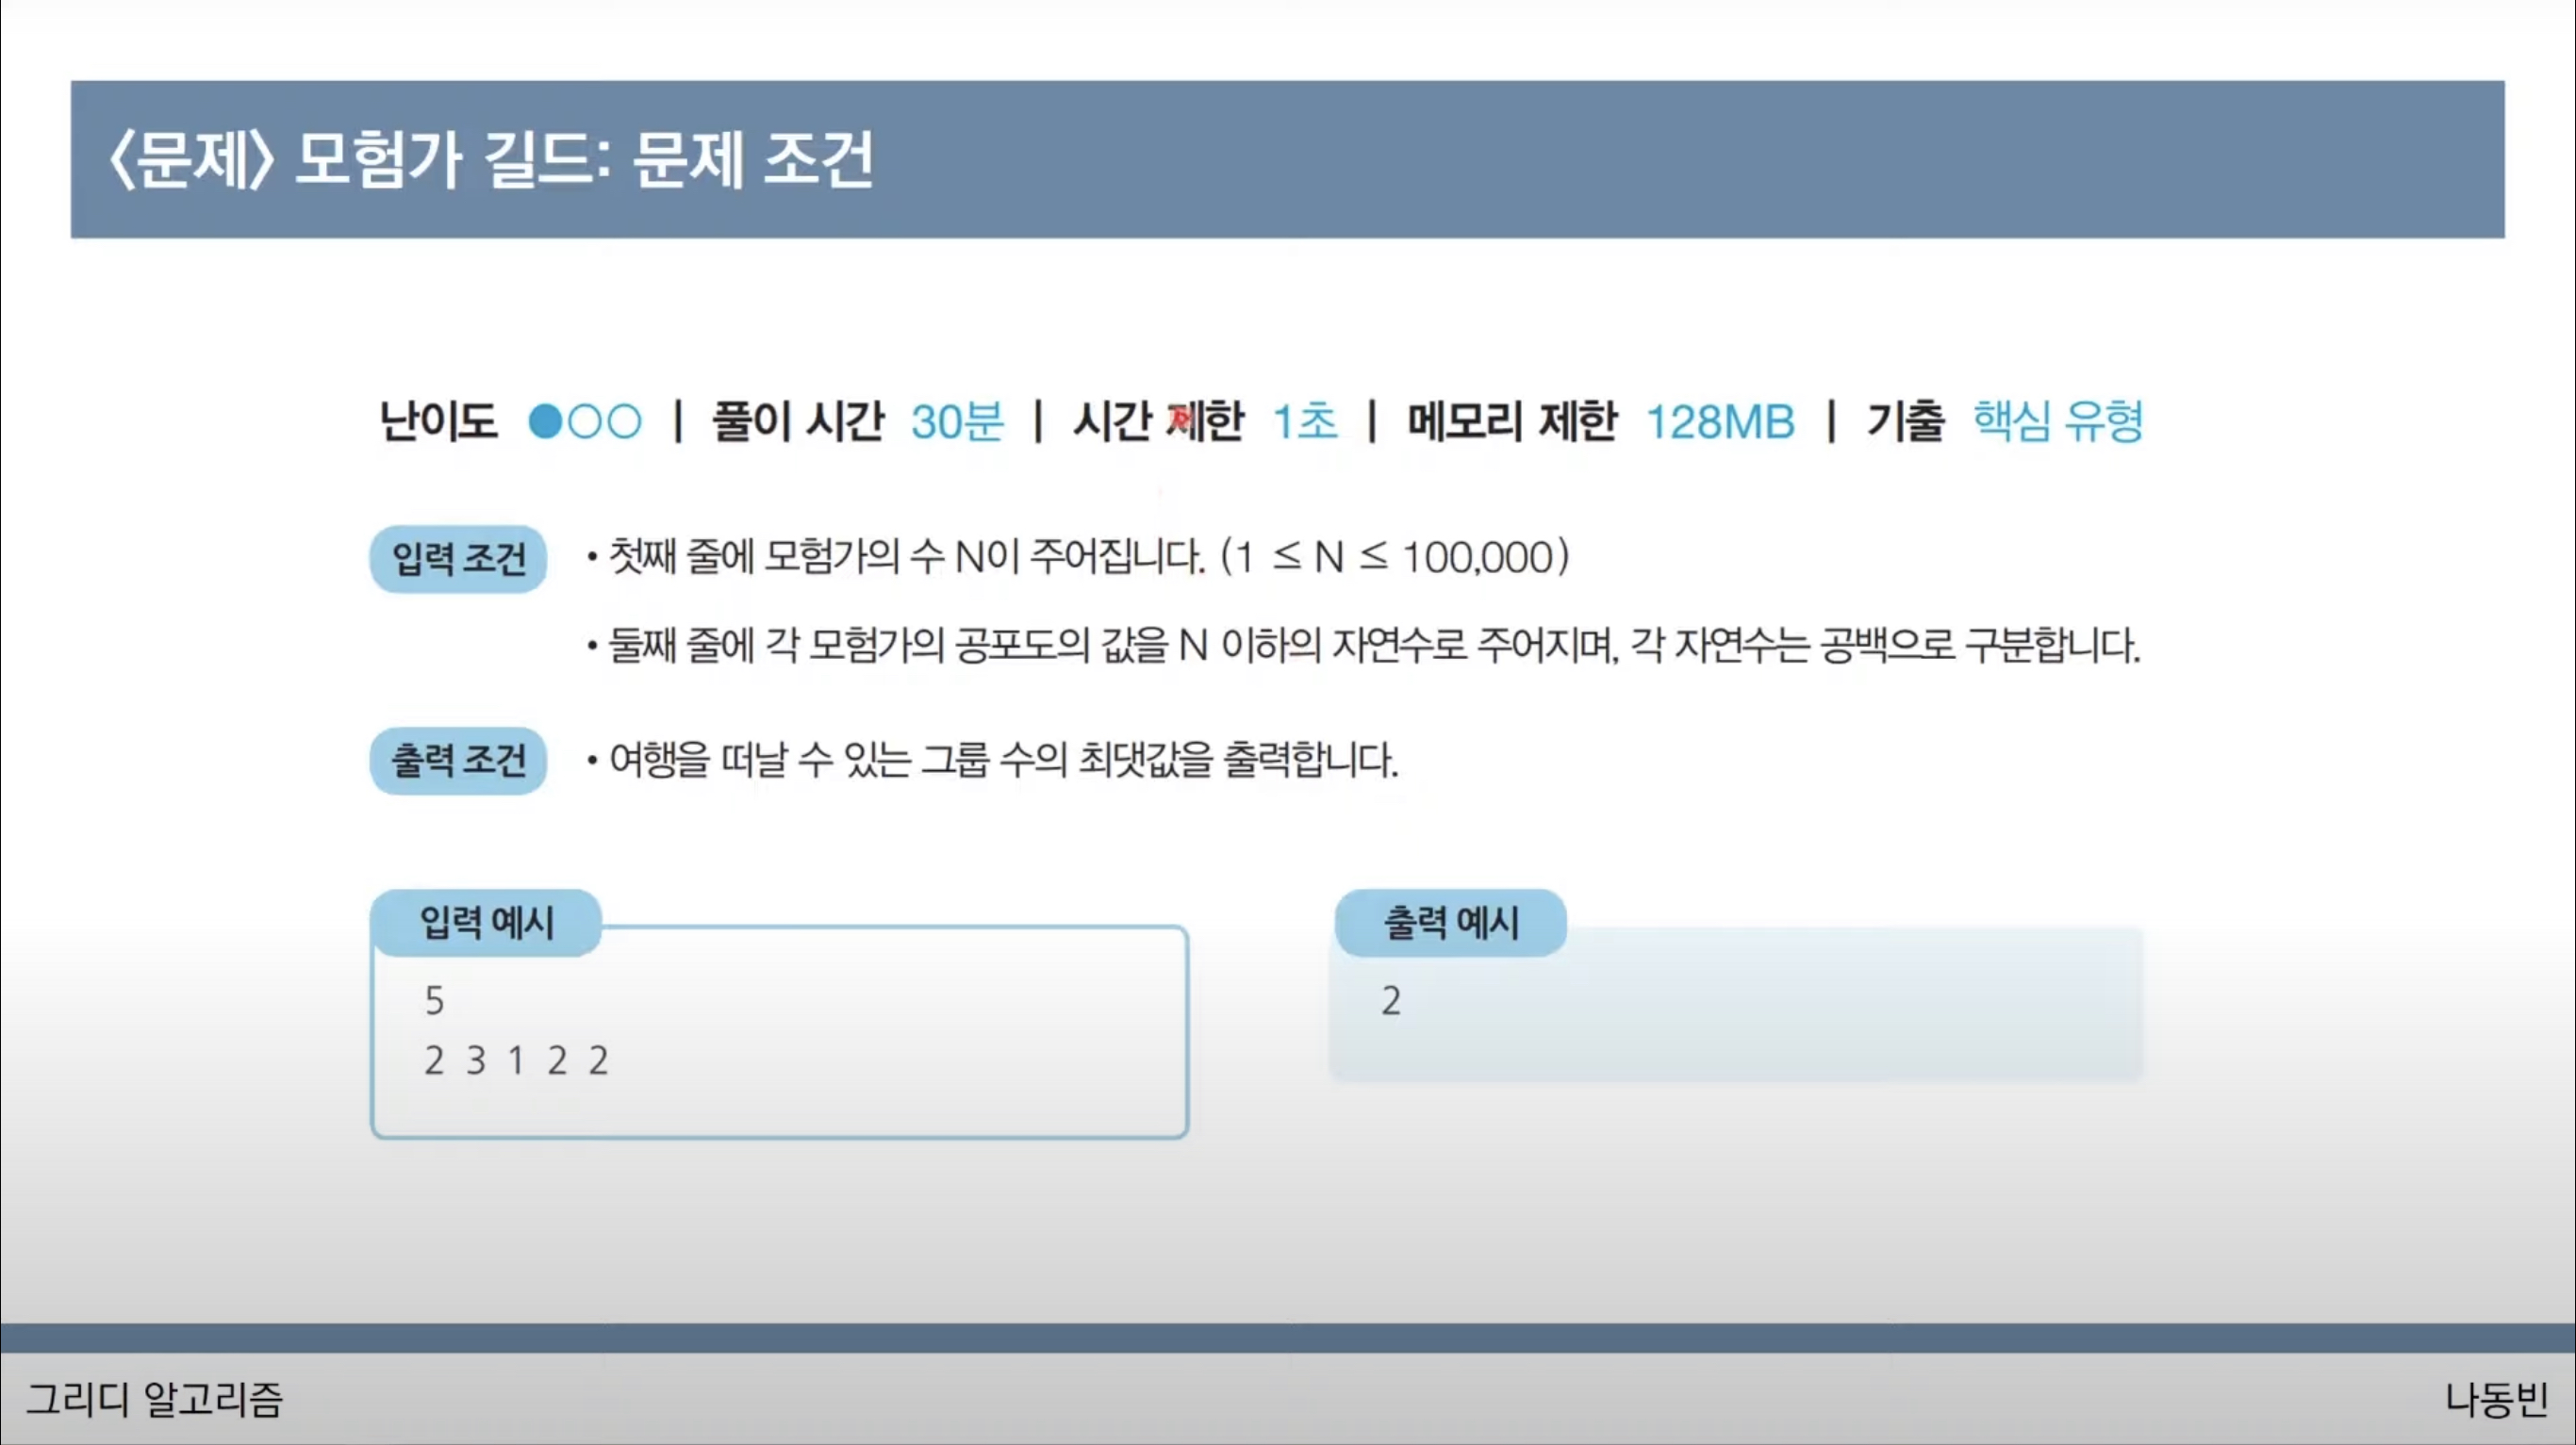 〈문제〉 모험가 길드: 문제 조건
난이도 ●○○ | 풀이 시간 30분 | 시간 제한 1초 | 메모리 제한 128MB | 기출 핵심 유형
입력 조건 • 첫째 줄에 모험가의 수 N이 주어집니다. (1 ≤ N ≤ 100,000)
• 둘째 줄에 각 모험가의 공포도의 값을 N 이하의 자연수로 주어지며, 각 자연수는 공백으로 구분합니다.
출력 조건 • 여행을 떠날 수 있는 그룹 수의 최댓값을 출력합니다.
입력 예시
5
2 3 1 2 2
출력 예시
2
그리디 알고리즘
나동빈